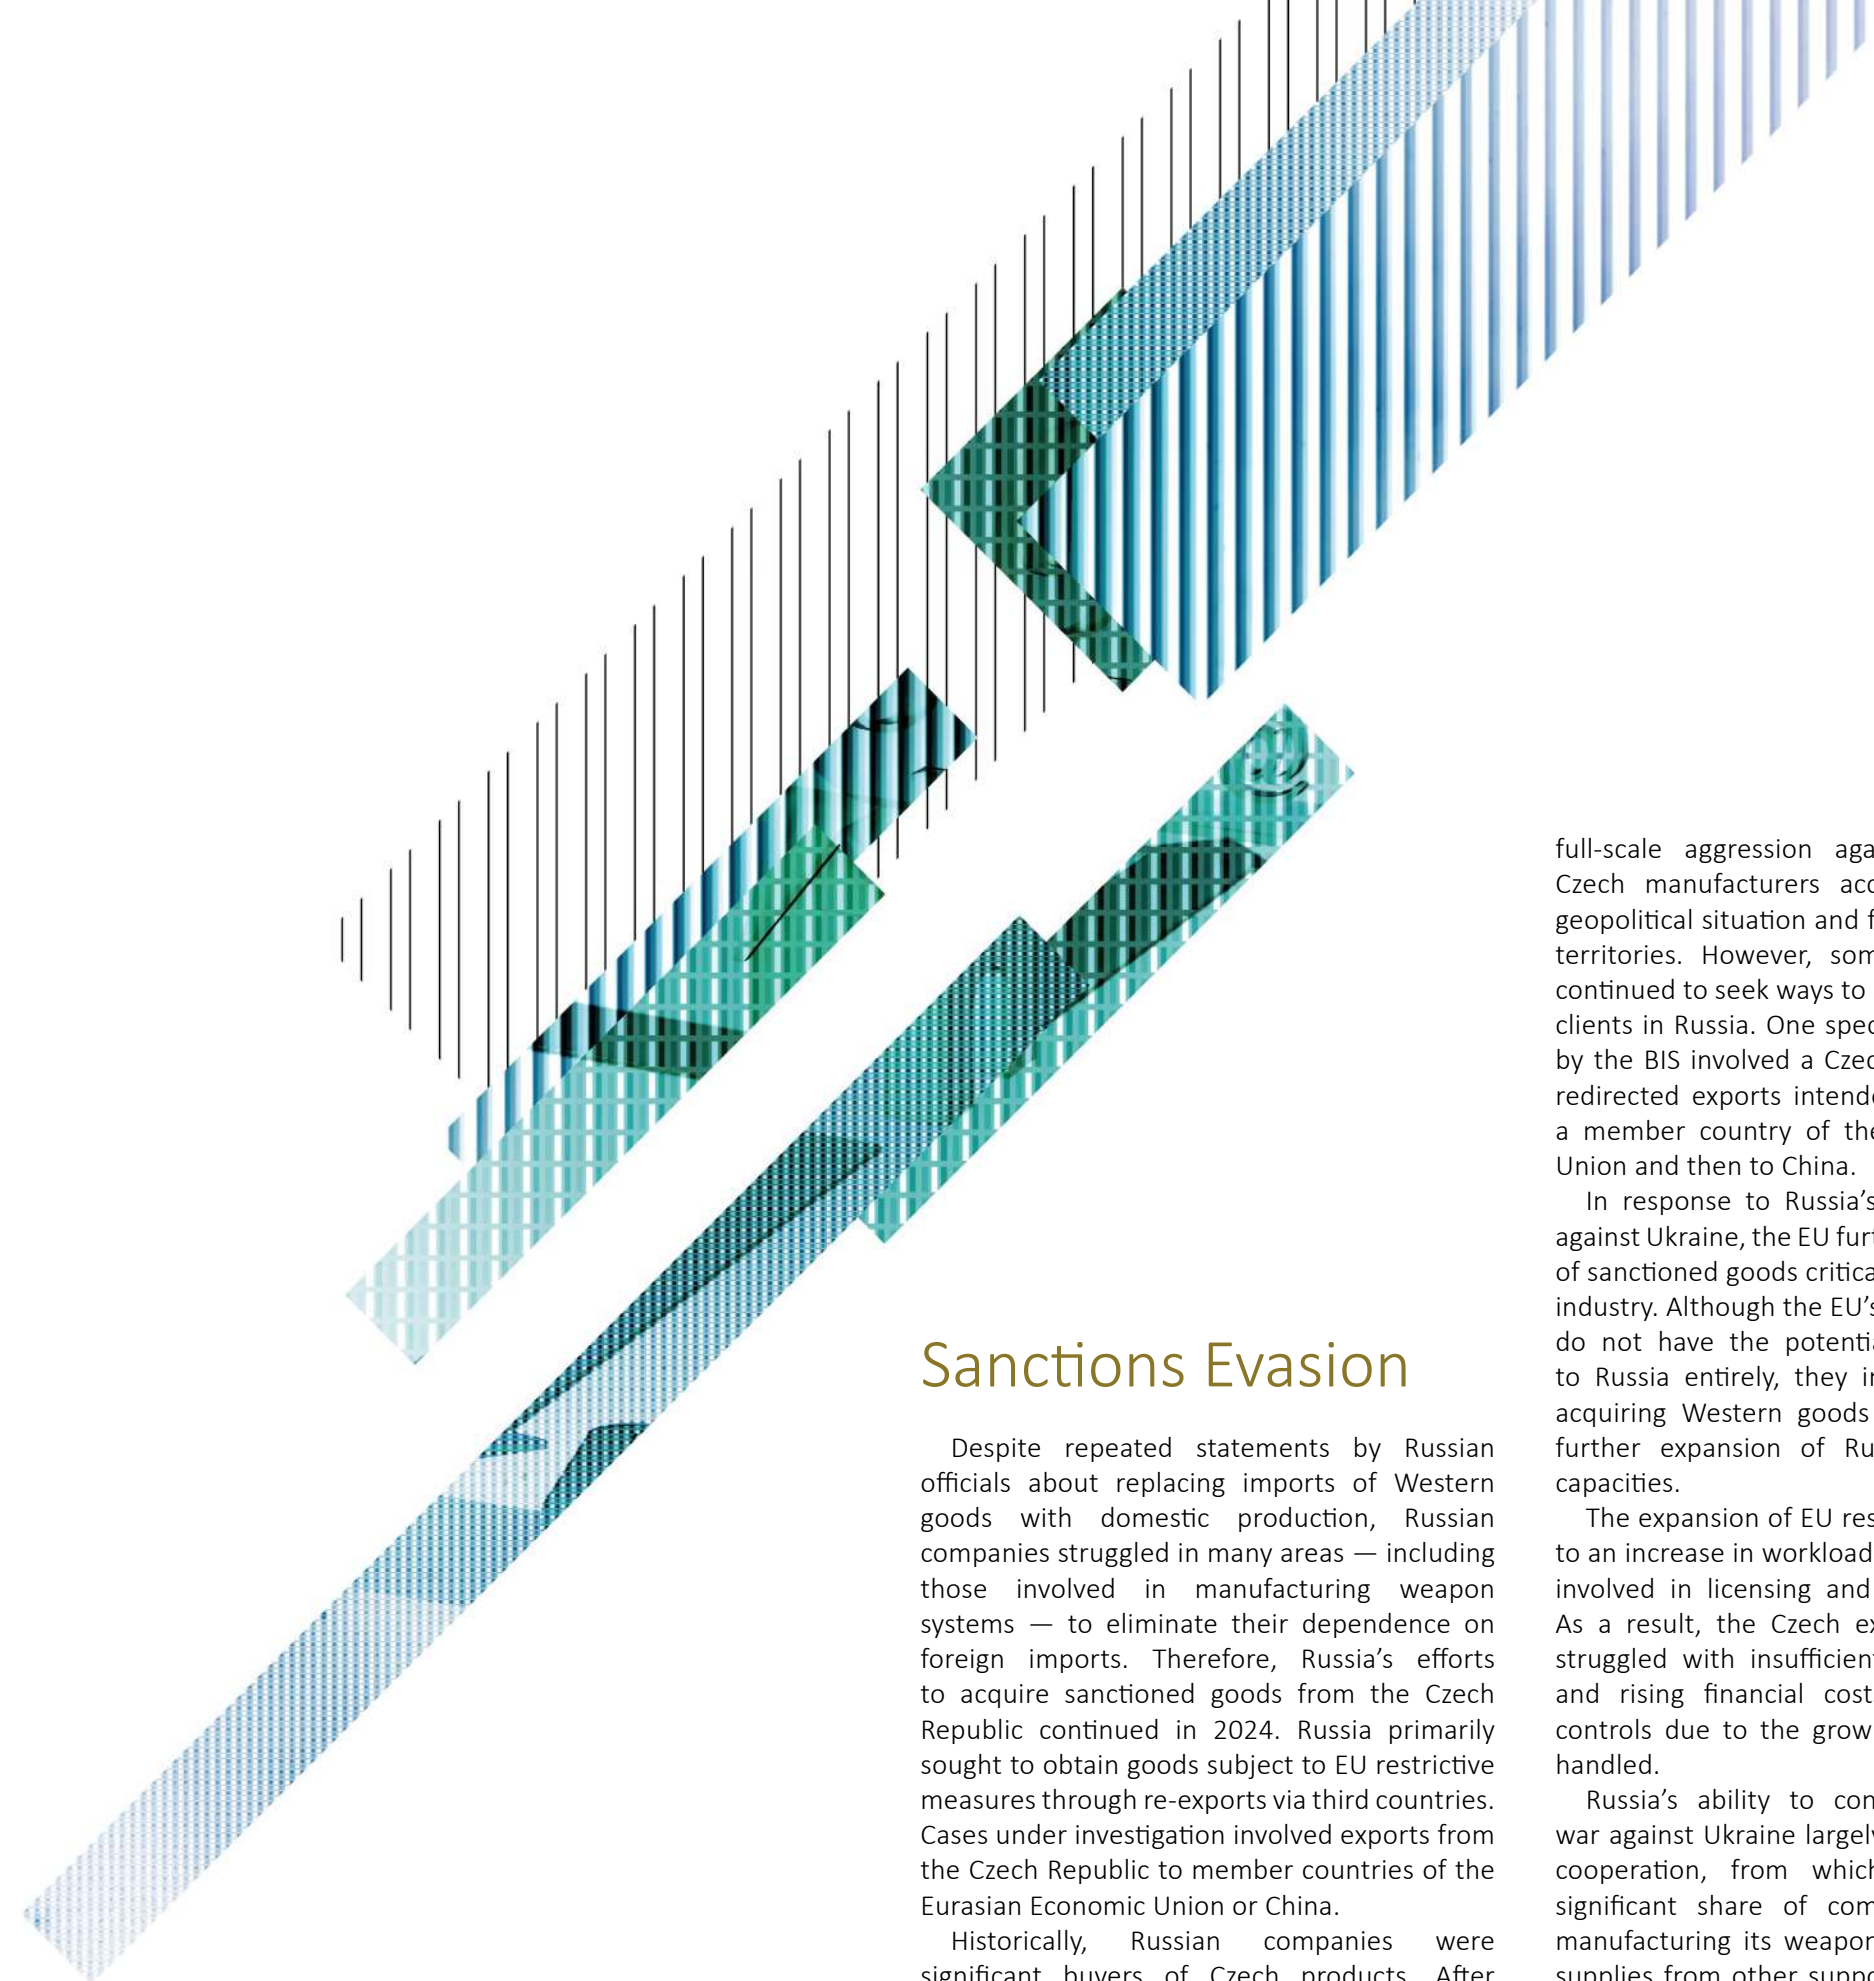 Sanctions Evasion
Despite repeated statements by Russian
officials about replacing imports of Western
goods with domestic production, Russian
companies struggled in many areas — including
those involved in manufacturing weapon
systems — to eliminate their dependence on
foreign imports. Therefore, Russia’s efforts
to acquire sanctioned goods from the Czech
Republic continued in 2024. Russia primarily
sought to obtain goods subject to EU restrictive
measures through re-exports via third countries.
Cases under investigation involved exports from
the Czech Republic to member countries of the
Eurasian Economic Union or China.
Historically, Russian companies were
significant buyers of Czech products. After
full-scale aggression
Czech manufacturers
geopolitical situation and
territories. However,
continued to seek ways to
clients in Russia. One
by the BIS involved a
redirected exports
a member country of the
Union and then to China.
In response to Russia’s
against Ukraine, the EU
of sanctioned goods
industry. Although the EU’s
do not have the
to Russia entirely, they
acquiring Western goods
further expansion of
capacities.
The expansion of EU
to an increase in workload
involved in licensing and
As a result, the Czech
struggled with
and rising financial
controls due to the
handled.
Russia’s ability to
war against Ukraine
cooperation, from which
significant share of
manufacturing its
supplies from other